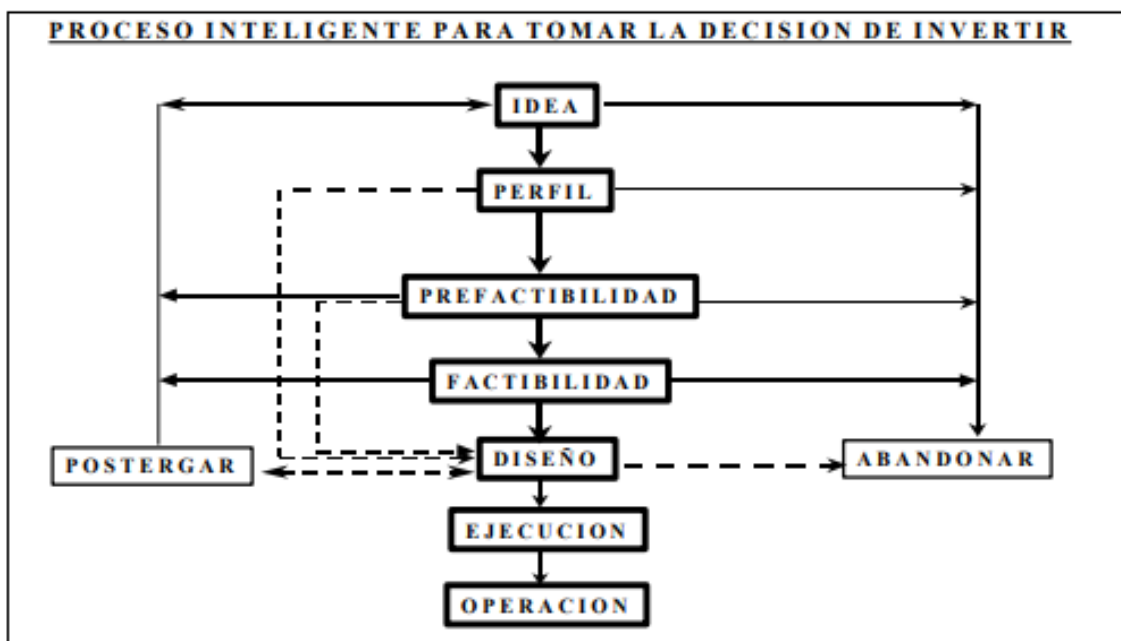 PROCESO INTELIGENTE PARA TOMAR LA DECISION DE INVERTIR
IDEA
PERFIL
PREFACTIBILIDAD
FACTIBILIDAD
POSTERGAR
DISEÑO
ABANDONAR
EJECUCION
OPERACION